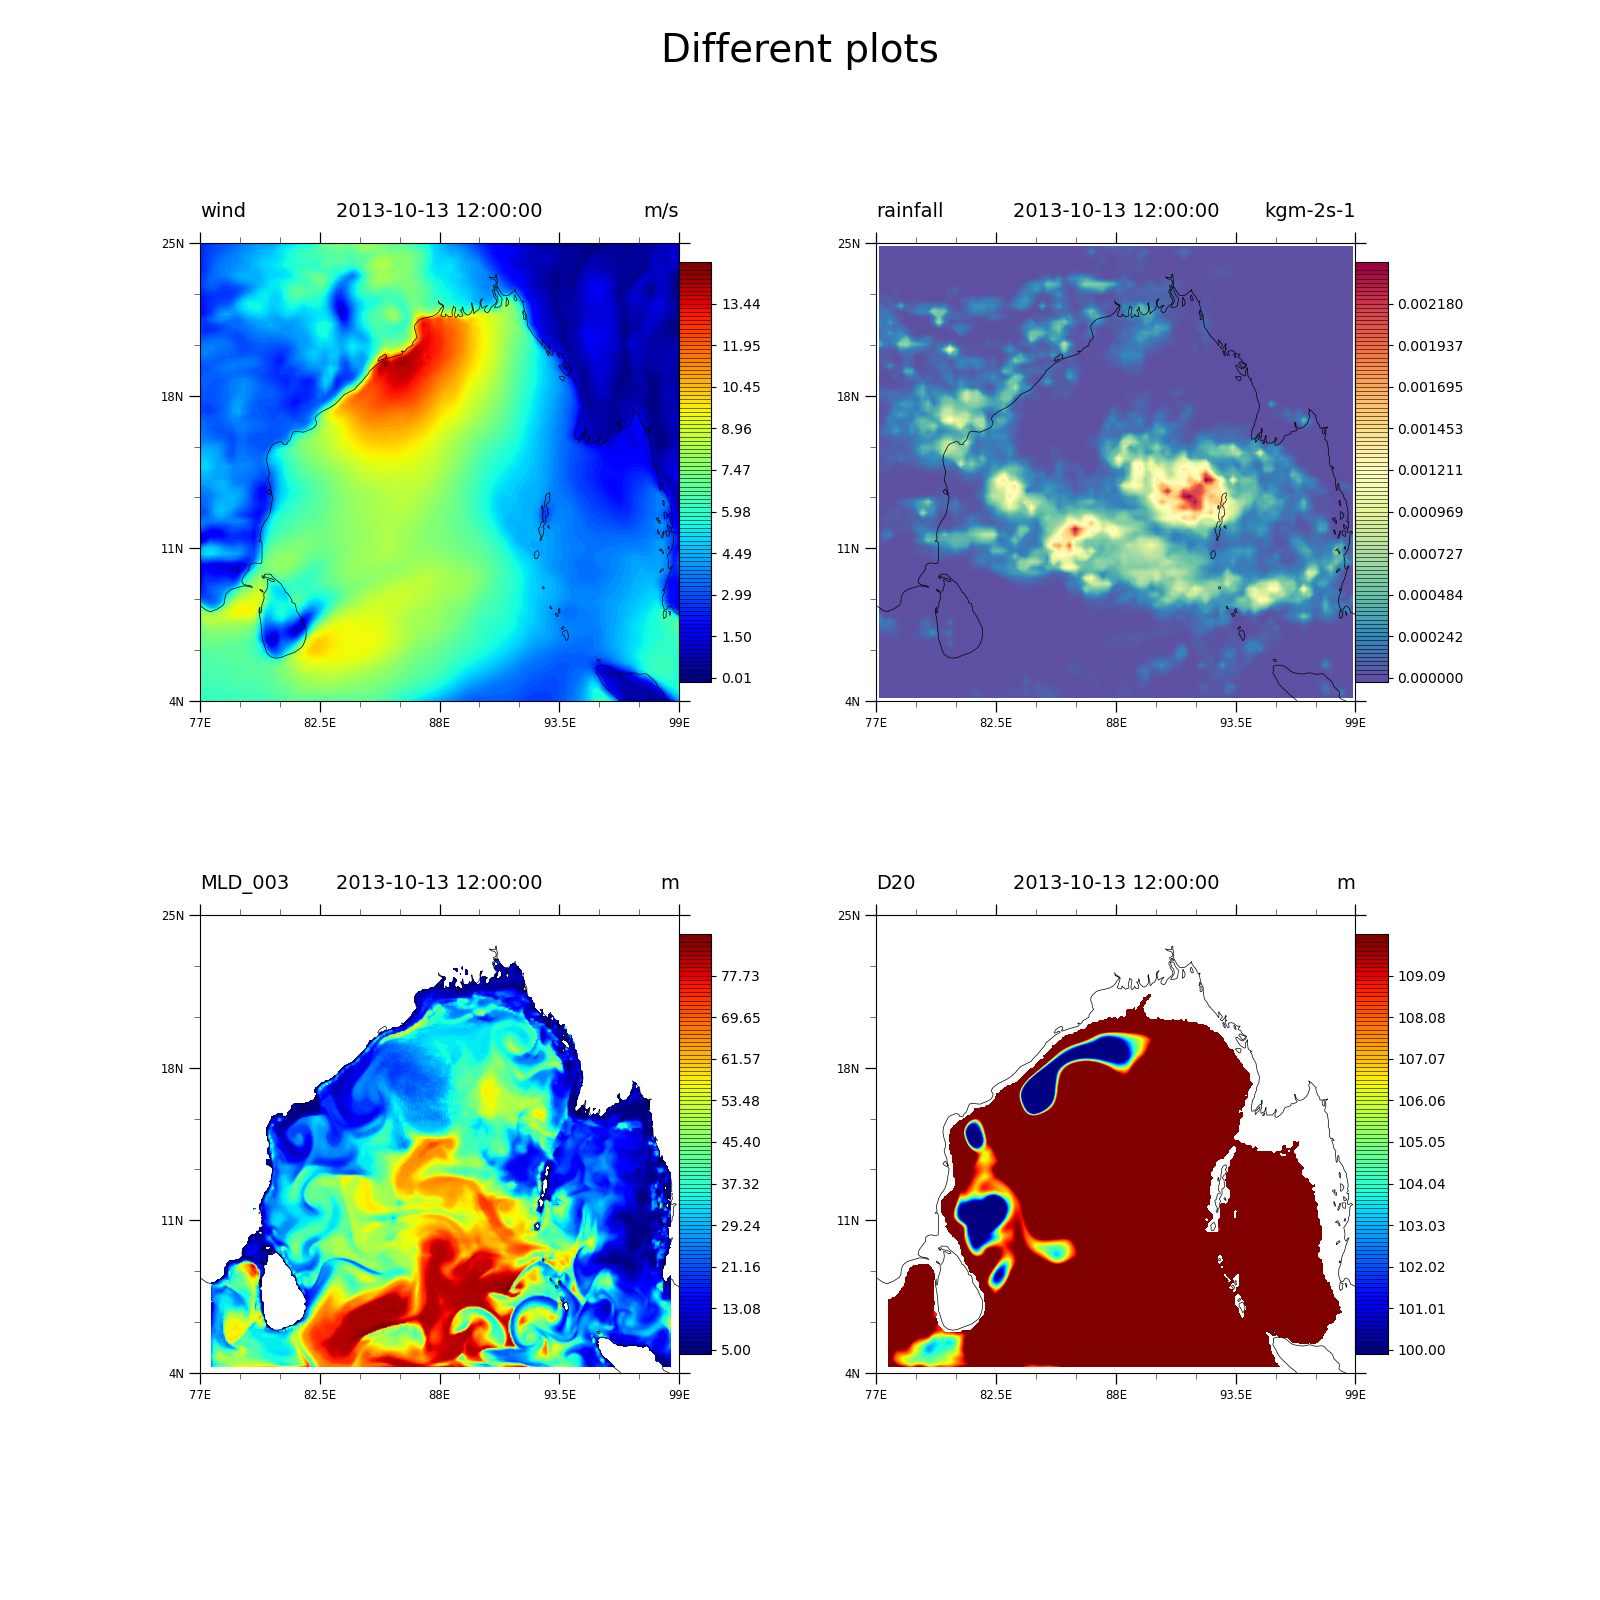 Different plots
wind 2013-10-13 12:00:00 m/s
25N
18N
11N
4N
77E 82.5E 88E 93.5E 99E
13.44
11.95
10.45
8.96
7.47
5.98
4.49
2.99
1.50
0.01
rainfall 2013-10-13 12:00:00 kgm-2s-1
25N
18N
11N
4N
77E 82.5E 88E 93.5E 99E
0.002180
0.001937
0.001695
0.001453
0.001211
0.000969
0.000727
0.000484
0.000242
0.000000
MLD_003 2013-10-13 12:00:00 m
25N
18N
11N
4N
77E 82.5E 88E 93.5E 99E
77.73
69.65
61.57
53.48
45.40
37.32
29.24
21.16
13.08
5.00
D20 2013-10-13 12:00:00 m
25N
18N
11N
4N
77E 82.5E 88E 93.5E 99E
109.09
108.08
107.07
106.06
105.05
104.04
103.03
102.02
101.01
100.00